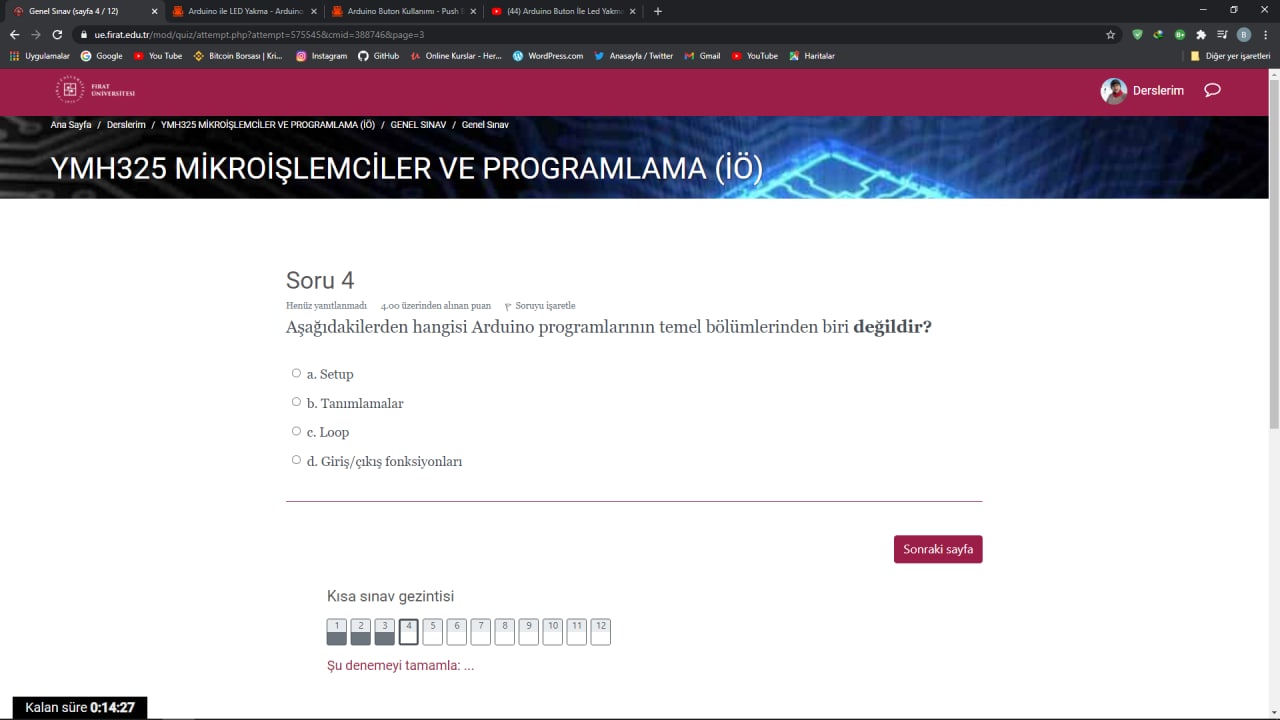 Genel Sınav (sayfa 4 / 12)
Arduino ile LED Yakma - Arduino
Arduino Buton Kullanımı - Push
(44) Arduino Buton İle Led Yakma
ue.firat.edu.tr/mod/quiz/attempt.php?attempt=575545&cmid=388746&page=3
B
Uygulamalar
Google
You Tube
Bitcoin Borsası | Kri...
Instagram
GitHub
Online Kurslar - Her...
WordPress.com
Anasayfa / Twitter
Gmail
YouTube
Haritalar
Diğer yer işaretleri
FIRAT
ÜNİVERSİTESİ
Derslerim
Ana Sayfa / Derslerim / YMH325 MİKROİŞLEMCİLER VE PROGRAMLAMA (İÖ) / GENEL SINAV / Genel Sınav
YMH325 MİKROİŞLEMCİLER VE PROGRAMLAMA (İÖ)
Soru 4
Henüz yanıtlanmadı 4.00 üzerinden alınan puan Soruyu işaretle
Aşağıdakilerden hangisi Arduino programlarının temel bölümlerinden biri değildir?
a. Setup
b. Tanımlamalar
c. Loop
d. Giriş/çıkış fonksiyonları
Sonraki sayfa
Kısa sınav gezintisi
1 2 3 4 5 6 7 8 9 10 11 12
Şu denemeyi tamamla: ...
Kalan süre 0:14:27